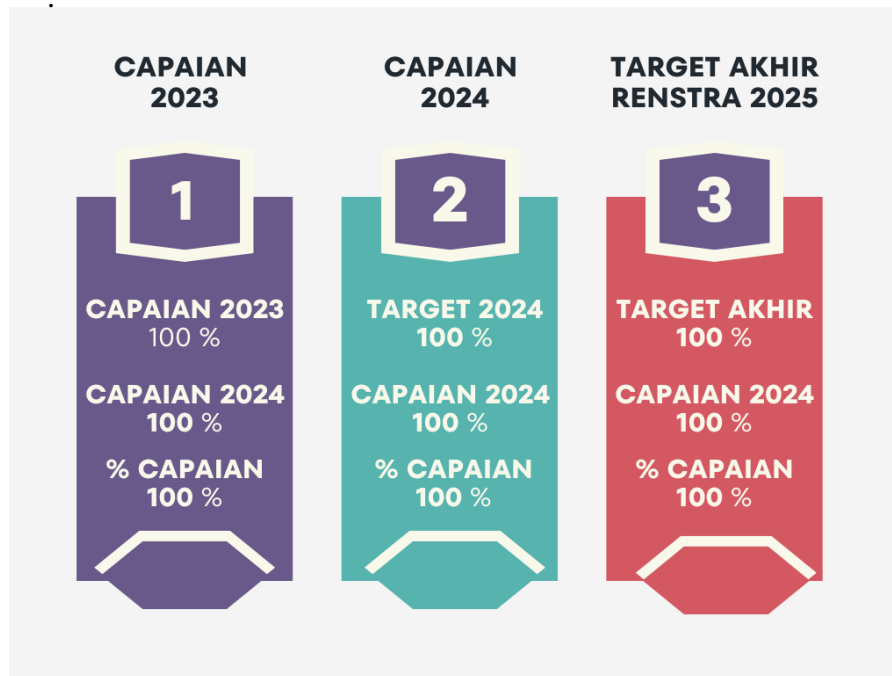 CAPAIAN
2023
1
CAPAIAN 2023
100 %
CAPAIAN 2024
100 %
% CAPAIAN
100 %
CAPAIAN
2024
2
TARGET 2024
100 %
CAPAIAN 2024
100 %
% CAPAIAN
100 %
TARGET AKHIR
RENSTRA 2025
3
TARGET AKHIR
100 %
CAPAIAN 2024
100 %
% CAPAIAN
100 %